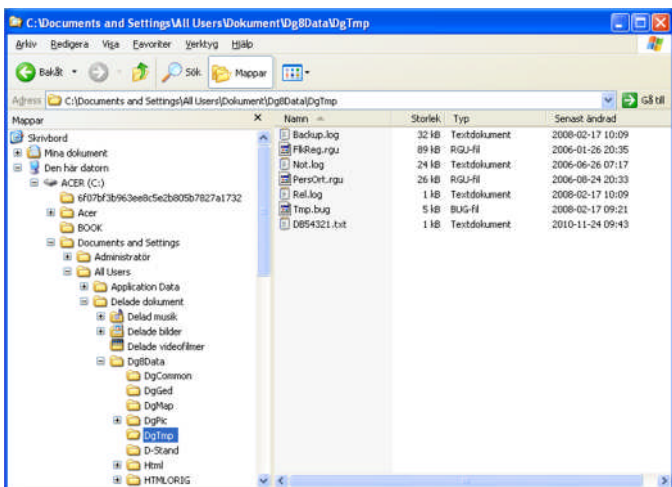 C:\Documents and Settings\All Users\Dokument\Dg8Data\DgTmp
Arkiv Redigera Visa Favoriter Verktyg Hjälp
Bakåt Sök Mappar
Adress C:\Documents and Settings\All Users\Dokument\Dg8Data\DgTmp Gå till
Mappar x Namn Storlek Typ Senast ändrad
Skrivbord
Mina dokument
Den här datorn
ACER (C:)
6f07bf3b963ee8c5e2b805b7827a1732
Acer
BOOK
Documents and Settings
Administratör
All Users
Application Data
Delade dokument
Delad musik
Delade bilder
Delade videofilmer
Dg8Data
DgCommon
DgGed
DgMap
DgPic
DgTmp
D-Stand
Html
HTMLORIG
Backup.log 32 kB Textdokument 2008-02-17 10:09
FlkReg.rgu 89 kB RGU-fil 2006-01-26 20:35
Not.log 24 kB Textdokument 2006-06-26 07:17
PersOrt.rgu 26 kB RGU-fil 2006-08-24 20:33
Rel.log 1 kB Textdokument 2008-02-17 10:09
Tmp.bug 5 kB BUG-fil 2008-02-17 09:21
DB54321.txt 1 kB Textdokument 2010-11-24 09:43